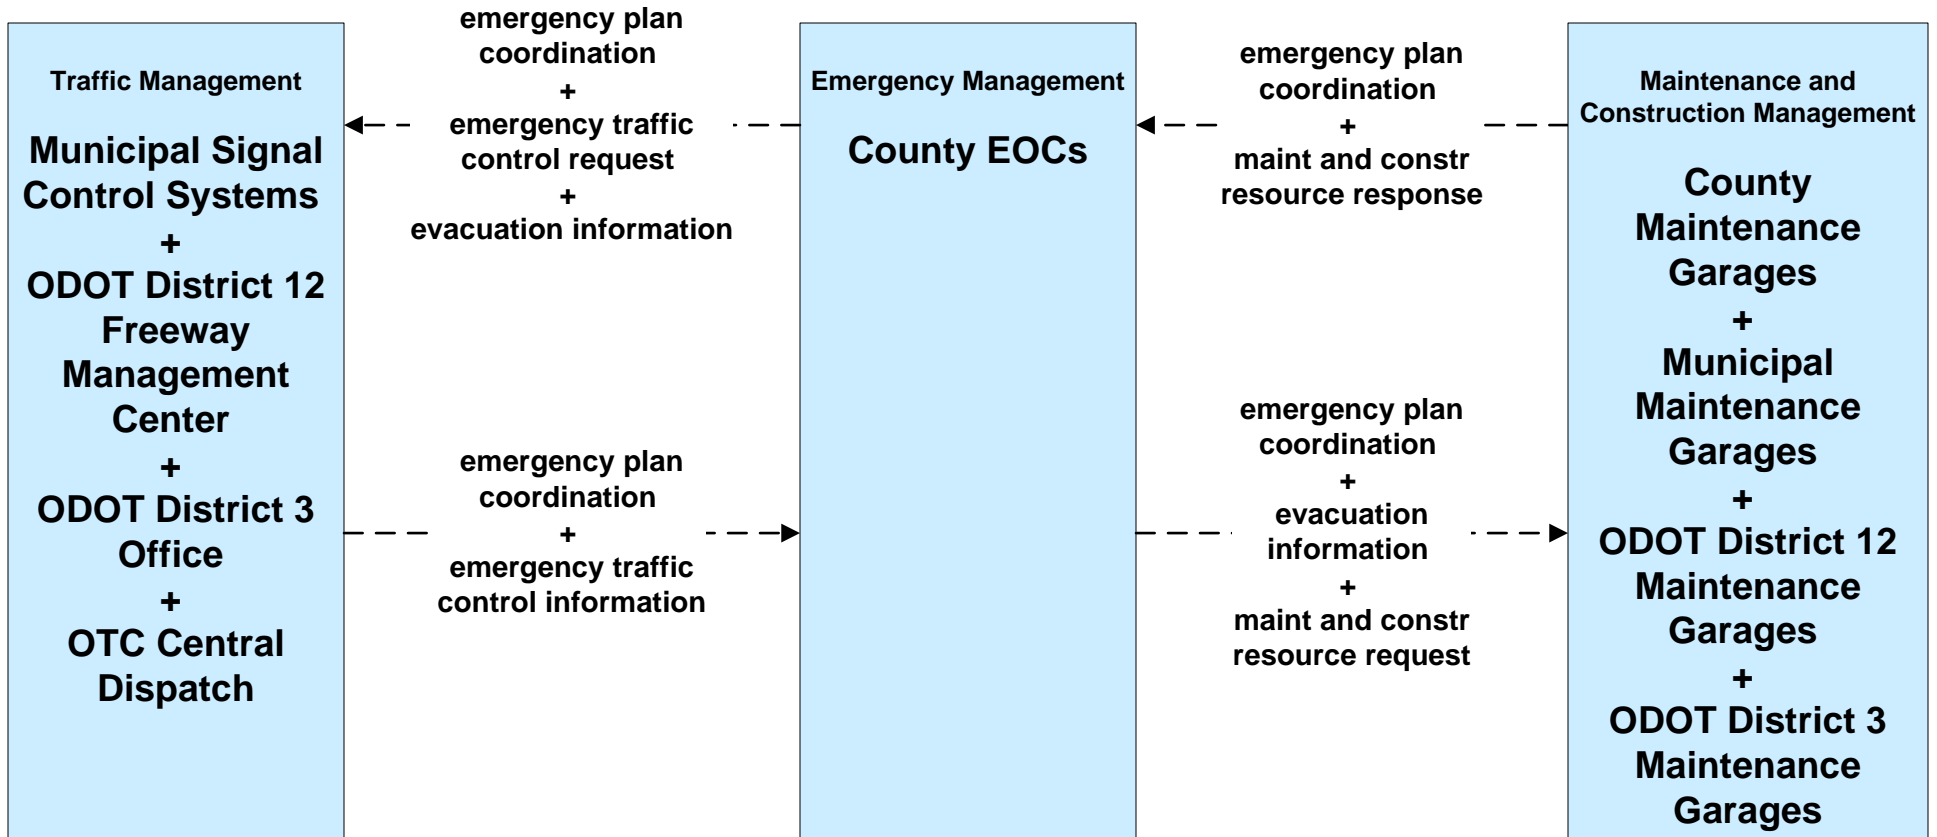 Traffic Management
Municipal Signal
Control Systems
+
ODOT District 12
Freeway
Management
Center
+
ODOT District 3
Office
+
OTC Central
Dispatch
emergency plan
coordination
+
emergency traffic
control request
+
evacuation information
emergency plan
coordination
+
emergency traffic
control information
Emergency Management
County EOCs
emergency plan
coordination
+
maint and constr
resource response
emergency plan
coordination
+
evacuation
information
+
maint and constr
resource request
Maintenance and
Construction Management
County
Maintenance
Garages
+
Municipal
Maintenance
Garages
+
ODOT District 12
Maintenance
Garages
+
ODOT District 3
Maintenance
Garages